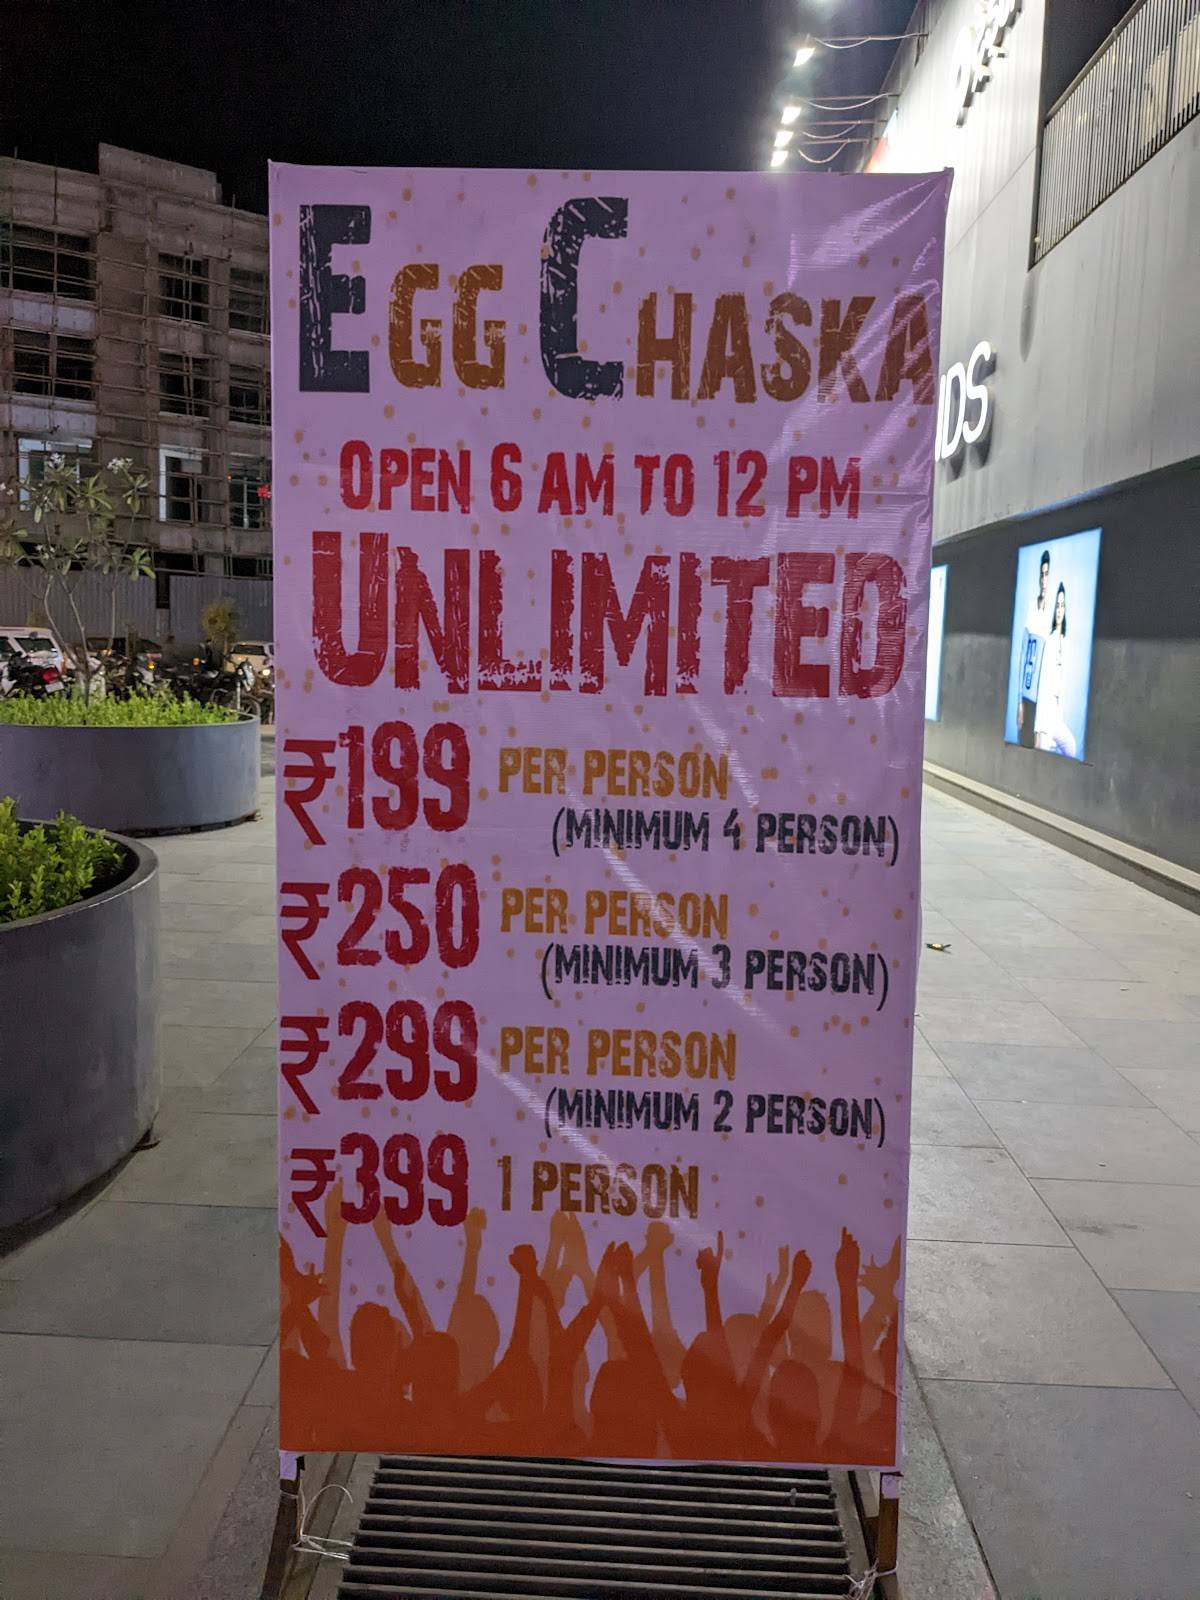 EGG CHASKA
OPEN 6 AM TO 12 PM
UNLIMITED
₹199 PER PERSON
(MINIMUM 4 PERSON)
₹250 PER PERSON
(MINIMUM 3 PERSON)
₹299 PER PERSON
(MINIMUM 2 PERSON)
₹399 1 PERSON